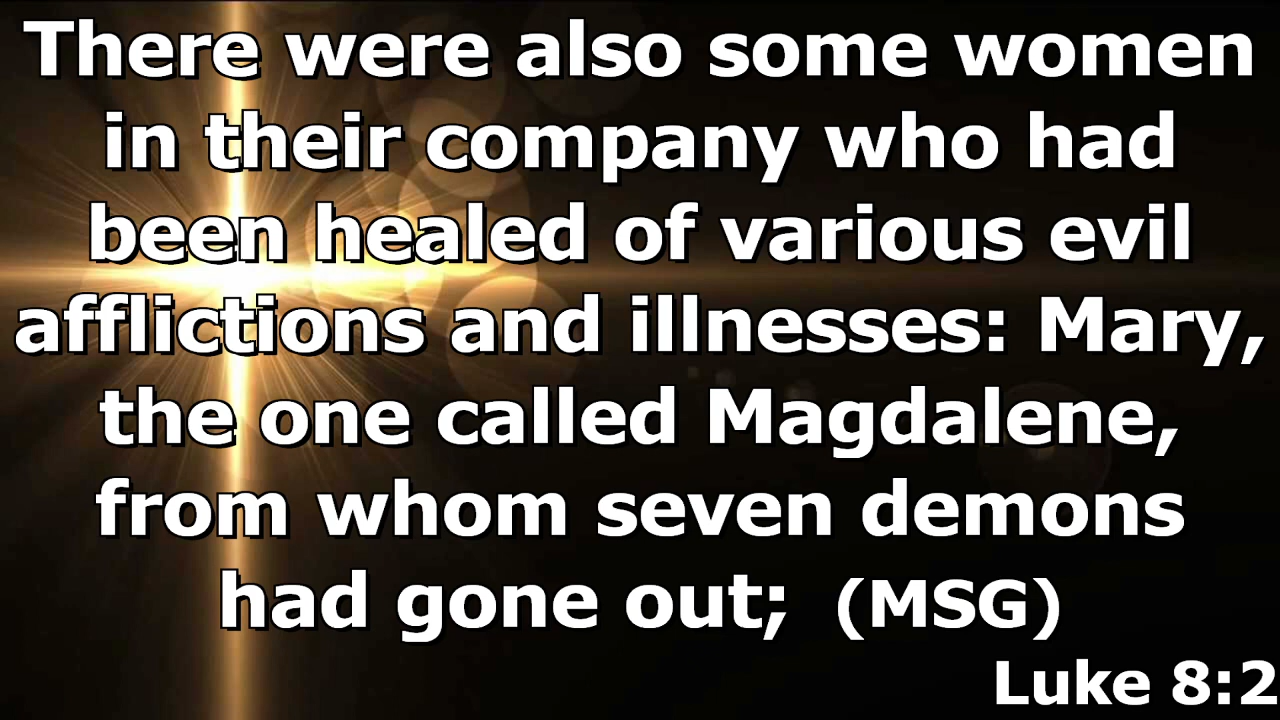 There were also some women
in their company who had
been healed of various evil
afflictions and illnesses: Mary,
the one called Magdalene,
from whom seven demons
had gone out; (MSG)
Luke 8:2